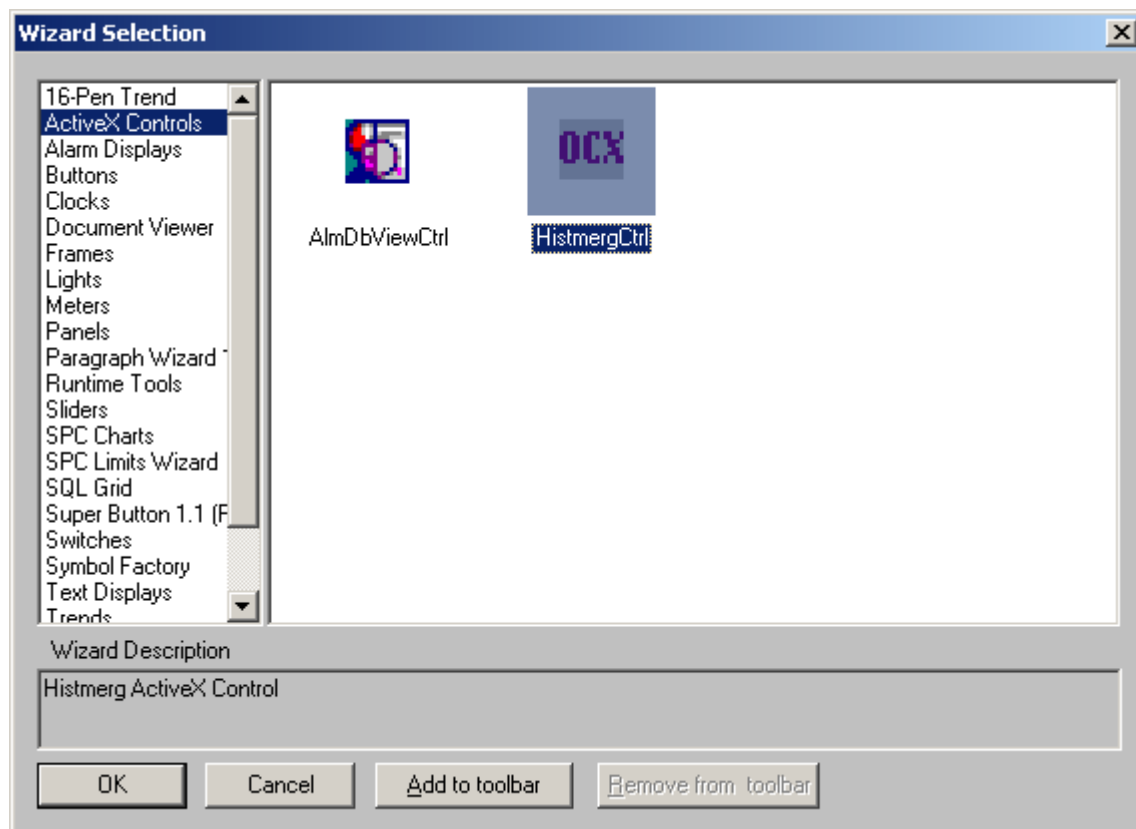 Wizard Selection
16-Pen Trend
ActiveX Controls
Alarm Displays
Buttons
Clocks
Document Viewer
Frames
Lights
Meters
Panels
Paragraph Wizard
Runtime Tools
Sliders
SPC Charts
SPC Limits Wizard
SQL Grid
Super Button 1.1 (F
Switches
Symbol Factory
Text Displays
Trends
OCX
AlmDbViewCtrl
HistmergCtrl
Wizard Description
Histmerg ActiveX Control
OK
Cancel
Add to toolbar
Remove from toolbar